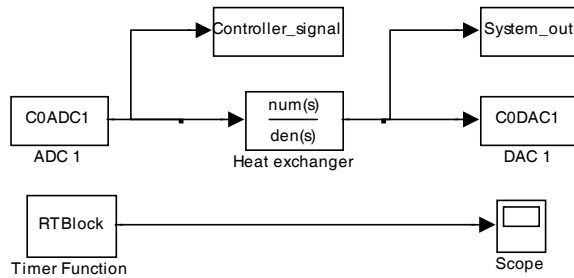 Controller_signal
System_out
C0ADC1
num(s)
den(s)
C0DAC1
ADC 1
Heat exchanger
DAC 1
RTBlock
Timer Function
Scope